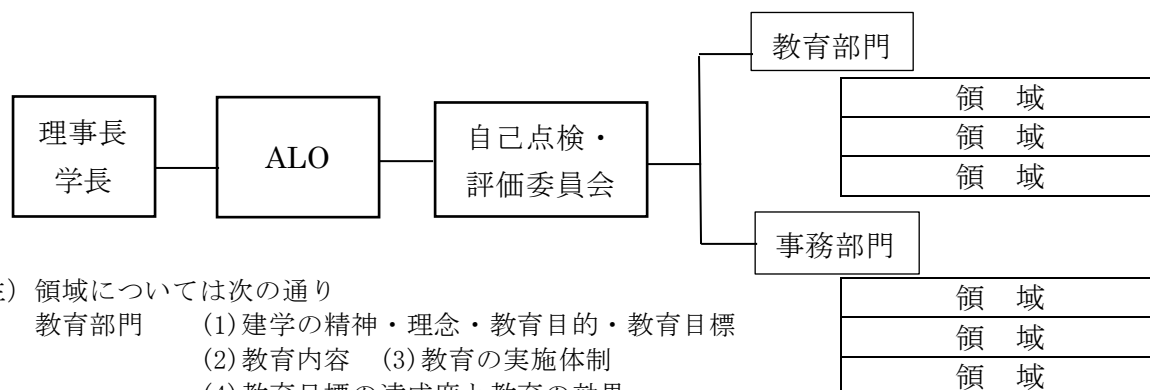 教育部門
領 域
領 域
領 域
理事長
学長
ALO
自己点検・
評価委員会
事務部門
領 域
領 域
領 域
) 領域については次の通り
教育部門 (1)建学の精神・理念・教育目的・教育目標
(2)教育内容 (3)教育の実施体制
(4)教育目標の達成度と教育の効果